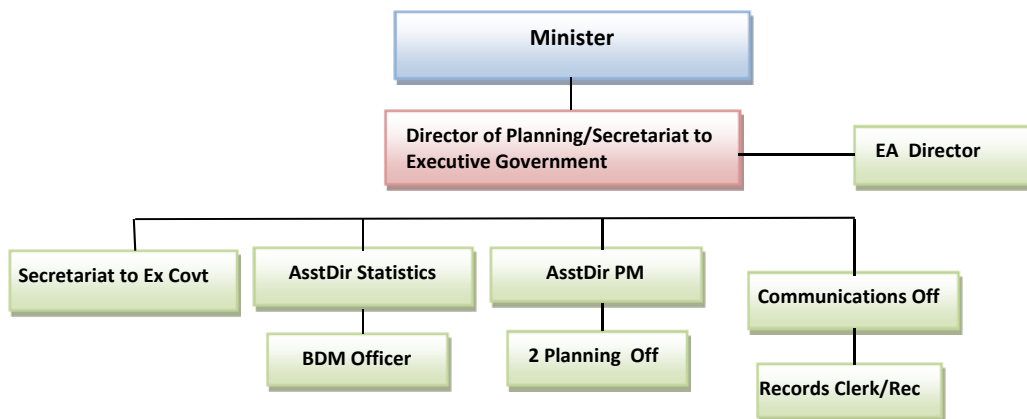 Minister
Director of Planning/Secretariat to
Executive Government
EA Director
Secretariat to Ex Covt
AsstDir Statistics
AsstDir PM
Communications Off
BDM Officer
2 Planning Off
Records Clerk/Rec